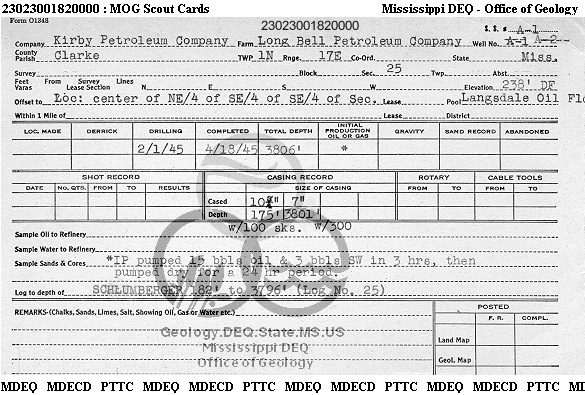 23023001820000 : MOG Scout Cards Mississippi DEQ - Office of Geology
Form O134S 23023001820000 S. S. # A-1
Company Kirby Petroleum Company Farm Long Bell Petroleum Company Well No. A-1 A-2
County Parish Clarke TWP 1N Rnge. 17E Co-Ord. State Miss.
Survey Block Sec. 25 Twp. Abst.
Feet From Survey Lines
Varas Less Section N E S W Elevation 238' DF
Offset to Loc: center of NE/4 of SE/4 of SE/4 of Sec. Lease Pool Langsdale Oil
Within 1 Mile of Lease District
LOC. MADE DERRICK DRILLING COMPLETED TOTAL DEPTH INITIAL PRODUCTION OIL OR GAS GRAVITY SAND RECORD ABANDONED
2/1/45 4/18/45 3806' *
SHOT RECORD CASING RECORD ROTARY CABLE TOOLS
DATE No. QTS. FROM TO RESULTS SIZE OF CASING FROM TO FROM TO
Cased 7"
Depth 175' 3801'
Sample Oil to Refinery w/100 sks. w/300
Sample Water to Refinery
Sample Sands & Cores *IP pumped 15 bbls oil & 3 bbls SW in 3 hrs, then
pumped dry for a 24 hr period.
Log to depth of SCHLUMBERGER 182' to 3796' (Log No. 25)
REMARKS-(Chalks, Sands, Limes, Salt, Showing Oil, Gas or Water etc.)
POSTED
F. R. COMPL.
Land Map
Geol. Map
Geology.DEQ.State.MS.US
Mississippi DEQ
Office of Geology
MDEQ MDECD PTTC MDEQ MDECD PTTC MDEQ MDECD PTTC MDEQ MDECD PTTC MD